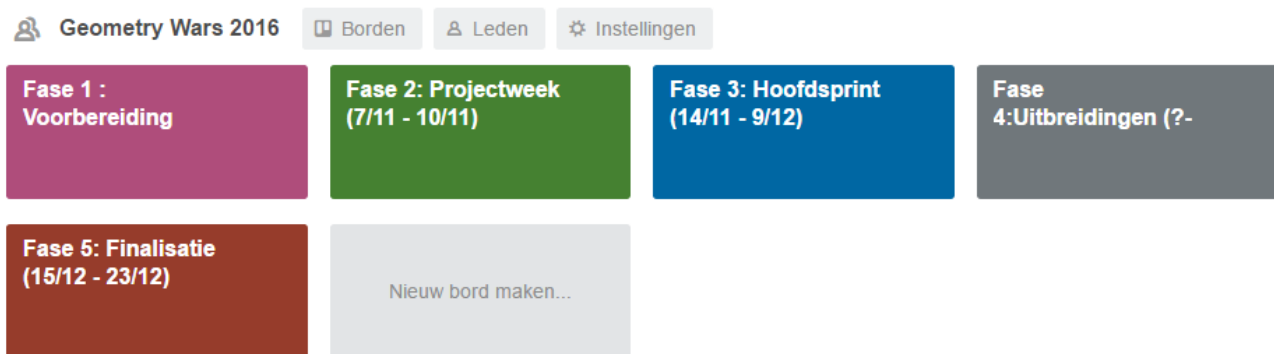 Geometry Wars 2016 Borden Leden Instellingen
Fase 1 :
Voorbereiding
Fase 2: Projectweek
(7/11 - 10/11)
Fase 3: Hoofdsprint
(14/11 - 9/12)
Fase
4:Uitbreidingen (?-
Fase 5: Finalisatie
(15/12 - 23/12)
Nieuw bord maken...